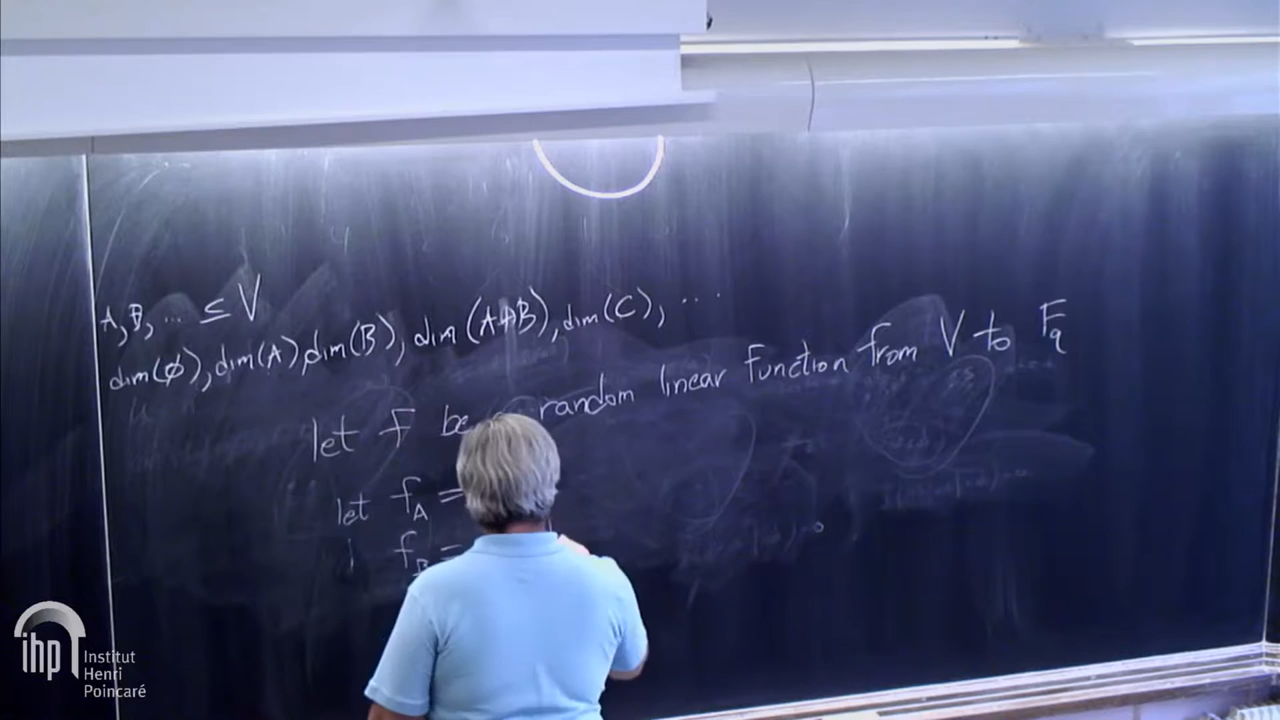 A, B, ... ≤ V
dim(∅), dim(A), dim(B), dim(A+B), dim(C), ...
let F be random linear function from V to F_q
let f_A =
f_B =
ihp Institut
Henri
Poincaré